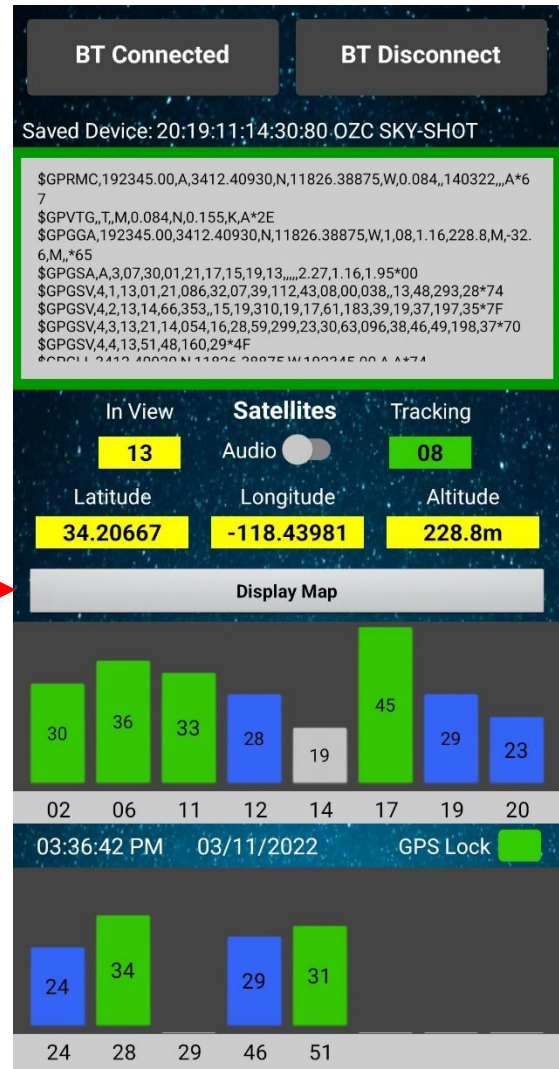 BT Connected BT Disconnect
Saved Device: 20:19:11:14:30:80 OZC SKY-SHOT
$GPRMC,192345.00,A,3412.40930,N,11826.38875,W,0.084,,140322,,,A*6
7
$GPVTG,,T,,M,0.084,N,0.155,K,A*2E
$GPGGA,192345.00,3412.40930,N,11826.38875,W,1,08,1.16,228.8,M,-32.
6,M,,*65
$GPGSA,A,3,07,30,01,21,17,15,19,13,,,,,2.27,1.16,1.95*00
$GPGSV,4,1,13,01,21,086,32,07,39,112,43,08,00,038,,13,48,293,28*74
$GPGSV,4,2,13,14,66,353,,15,19,310,19,17,61,183,39,19,37,197,35*7F
$GPGSV,4,3,13,21,14,054,16,28,59,299,23,30,63,096,38,46,49,198,37*70
$GPGSV,4,4,13,51,48,160,29*4F
$GPGLL,3412.40930,N,11826.38875,W,192345.00,A,A*74
In View Satellites Tracking
13 Audio 08
Latitude Longitude Altitude
34.20667 -118.43981 228.8m
Display Map
30 36 33 28 19 45 29 23
02 06 11 12 14 17 19 20
03:36:42 PM 03/11/2022 GPS Lock
24 34 29 31
24 28 29 46 51